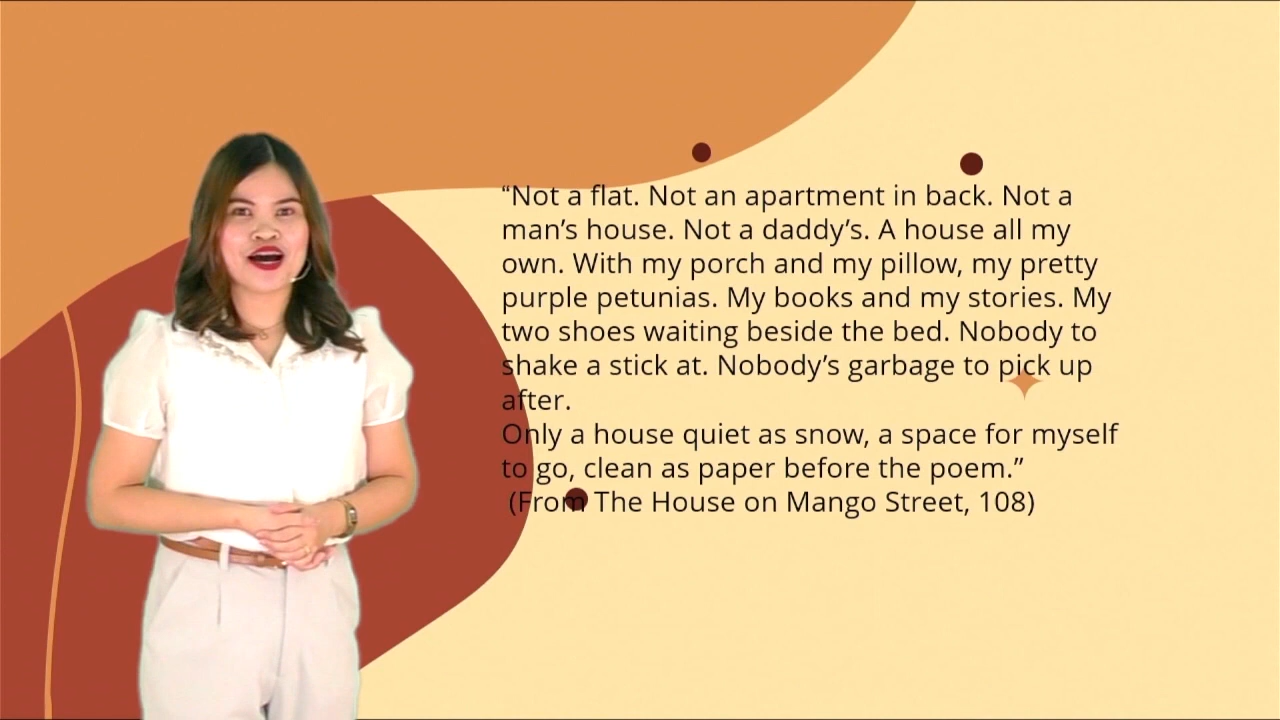 “Not a flat. Not an apartment in back. Not a
man’s house. Not a daddy’s. A house all my
own. With my porch and my pillow, my pretty
purple petunias. My books and my stories. My
two shoes waiting beside the bed. Nobody to
shake a stick at. Nobody’s garbage to pick up
after.
Only a house quiet as snow, a space for myself
to go, clean as paper before the poem.”
(From The House on Mango Street, 108)